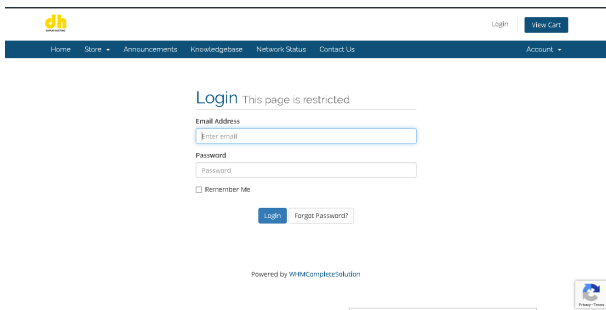 dh
Login
View Cart
Home Store Announcements Knowledgebase Network Status Contact Us Account
Login This page is restricted
Email Address
Enter email
Password
Password
Remember Me
Login Forgot Password?
Powered by WHMCompleteSolution
Privacy - Terms